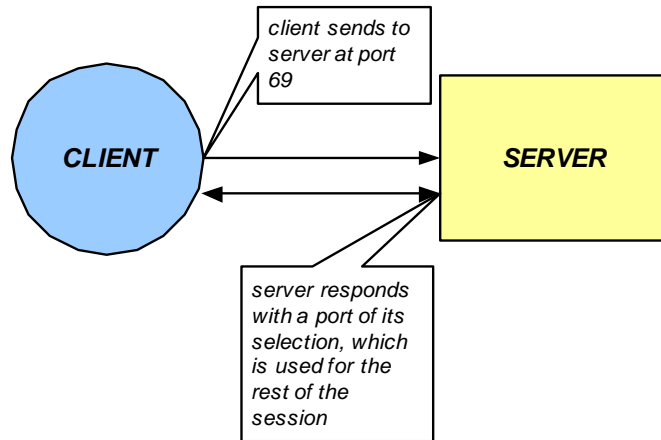 client sends to
server at port
69
CLIENT
SERVER
server responds
with a port of its
selection, which
is used for the
rest of the
session